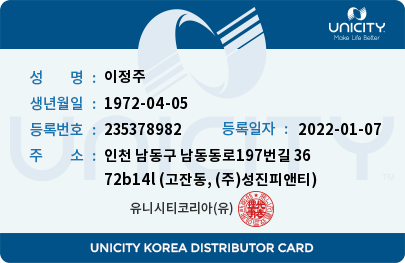 UNICITY
Make Life Better
성 명 : 이정주
생년월일 : 1972-04-05
등록번호 : 235378982 등록일자 : 2022-01-07
주 소 : 인천 남동구 남동동로197번길 36
72b14l (고잔동, (주)성진피앤티)
유니시티코리아(유)
UNICITY
UNICITY KOREA DISTRIBUTOR CARD